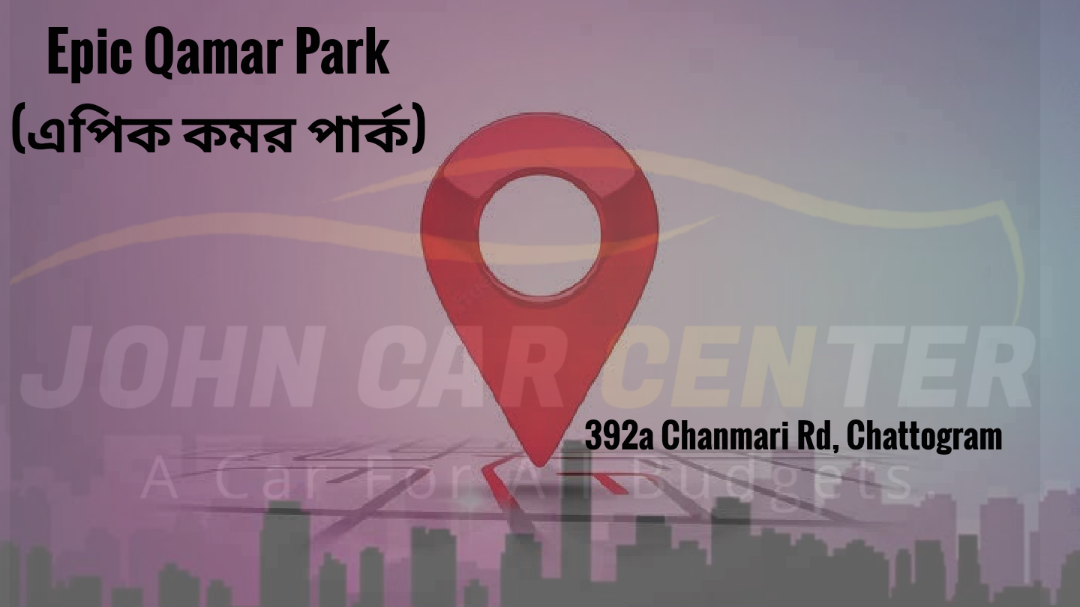 Epic Qamar Park
(এপিক কমর পার্ক)
JOHN CAR CENTER
392a Chanmari Rd, Chattogram
A Car For All Budgets